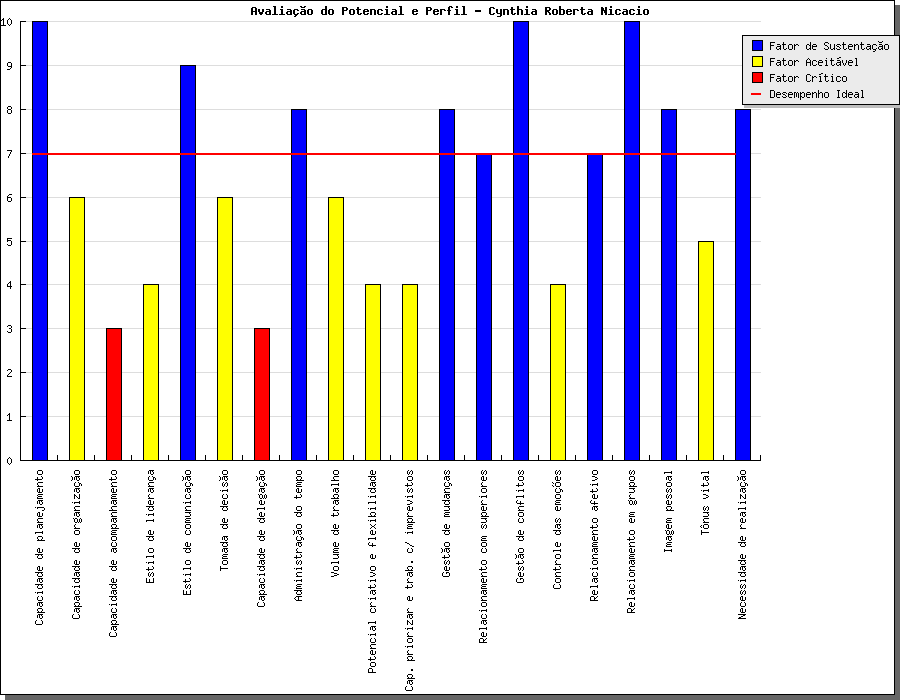 Avaliação do Potencial e Perfil - Cynthia Roberta Nicacio
Fator de Sustentação
Fator Aceitável
Fator Crítico
Desempenho Ideal
10
9
8
7
6
5
4
3
2
1
0
Capacidade de planejamento
Capacidade de organização
Capacidade de acompanhamento
Estilo de liderança
Estilo de comunicação
Tomada de decisão
Capacidade de delegação
Administração do tempo
Volume de trabalho
Potencial criativo e flexibilidade
Cap. priorizar e trab. c/ imprevistos
Gestão de mudanças
Relacionamento com superiores
Gestão de conflitos
Controle das emoções
Relacionamento afetivo
Relacionamento em grupos
Imagem pessoal
Tônus vital
Necessidade de realização